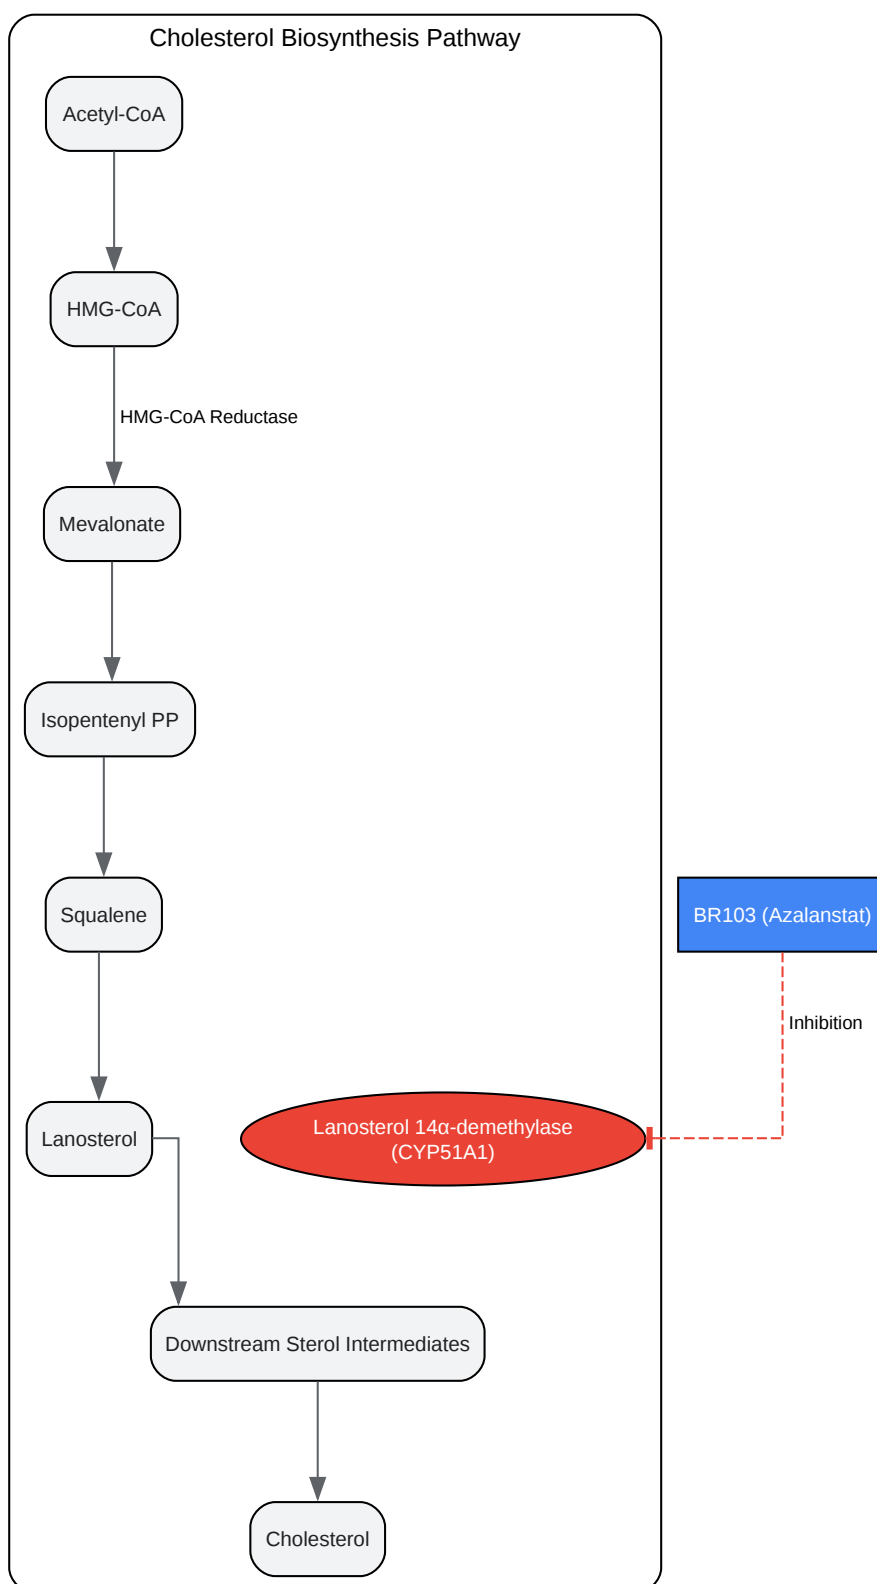 Cholesterol Biosynthesis Pathway
Acetyl-CoA
HMG-CoA
HMG-CoA Reductase
Mevalonate
Isopentenyl PP
Squalene
BR103 (Azalanstat)
Inhibition
Lanosterol
Lanosterol 14α-demethylase
(CYP51A1)
Downstream Sterol Intermediates
Cholesterol